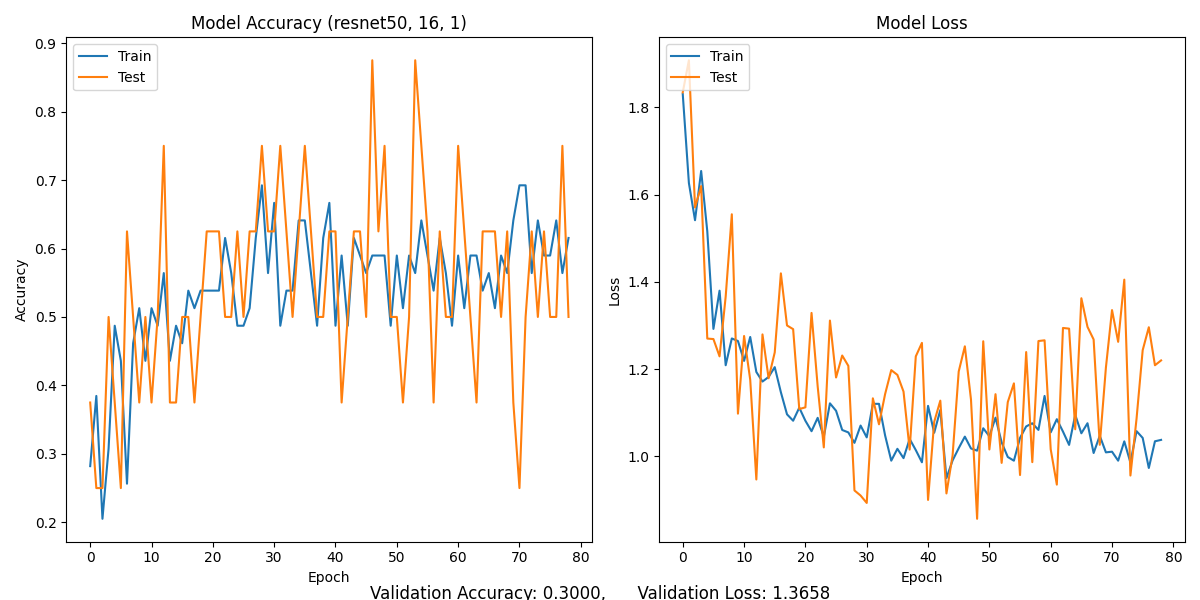 Model Accuracy (resnet50, 16, 1)
Train
Test
0.9
0.8
0.7
0.6
0.5
0.4
0.3
0.2
Accuracy
0 10 20 30 40 50 60 70 80
Epoch
Model Loss
Train
Test
1.8
1.6
1.4
1.2
1.0
Loss
0 10 20 30 40 50 60 70 80
Epoch
Validation Accuracy: 0.3000, Validation Loss: 1.3658